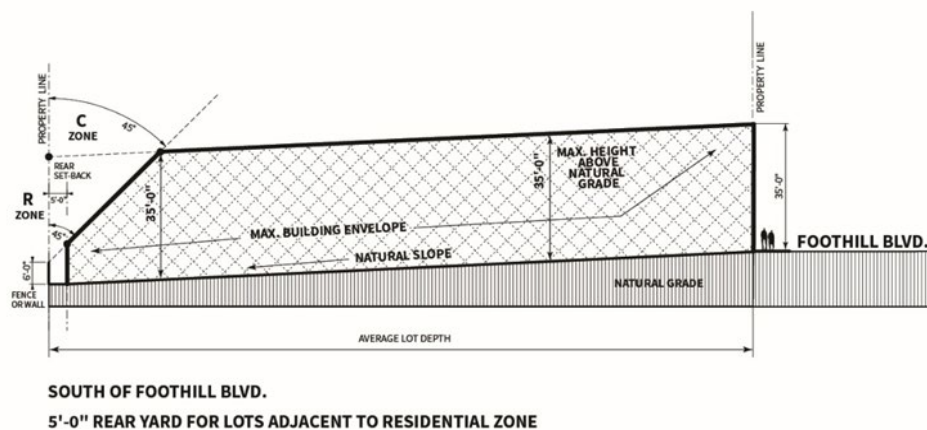 PROPERTY LINE
PROPERTY LINE
C
ZONE
45°
REAR
SET-BACK
5'-0"
R
ZONE
45°
6'-0"
FENCE
OR WALL
35'-0"
MAX. BUILDING ENVELOPE
NATURAL SLOPE
35'-0"
MAX. HEIGHT
ABOVE
NATURAL
GRADE
35'-0"
FOOTHILL BLVD.
NATURAL GRADE
AVERAGE LOT DEPTH
SOUTH OF FOOTHILL BLVD.
5'-0" REAR YARD FOR LOTS ADJACENT TO RESIDENTIAL ZONE